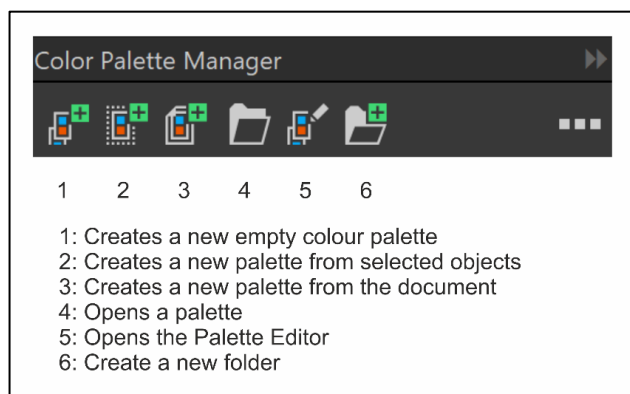 Color Palette Manager
1 2 3 4 5 6
1: Creates a new empty colour palette
2: Creates a new palette from selected objects
3: Creates a new palette from the document
4: Opens a palette
5: Opens the Palette Editor
6: Create a new folder